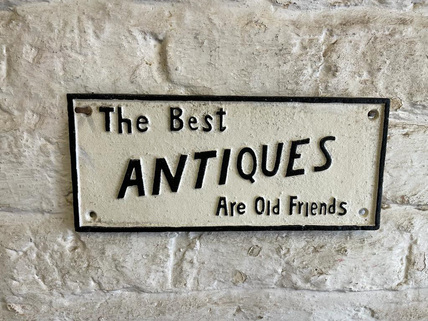 The Best
ANTIQUES
Are Old Friends